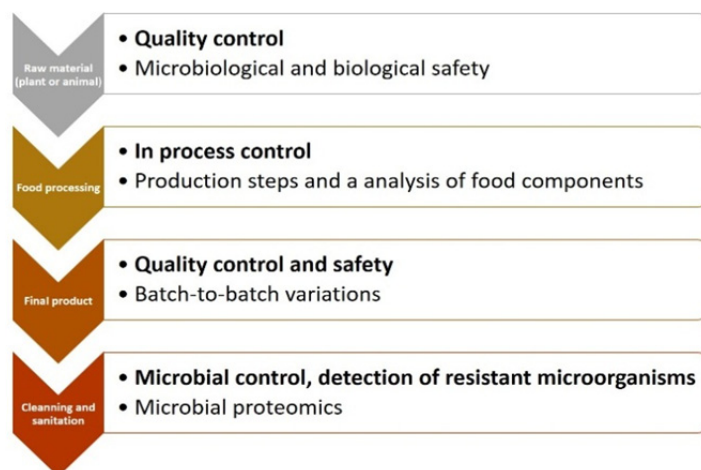 Raw material
(plant or animal)
• Quality control
• Microbiological and biological safety
Food processing
• In process control
• Production steps and a analysis of food components
Final product
• Quality control and safety
• Batch-to-batch variations
Cleanning and
sanitation
• Microbial control, detection of resistant microorganisms
• Microbial proteomics